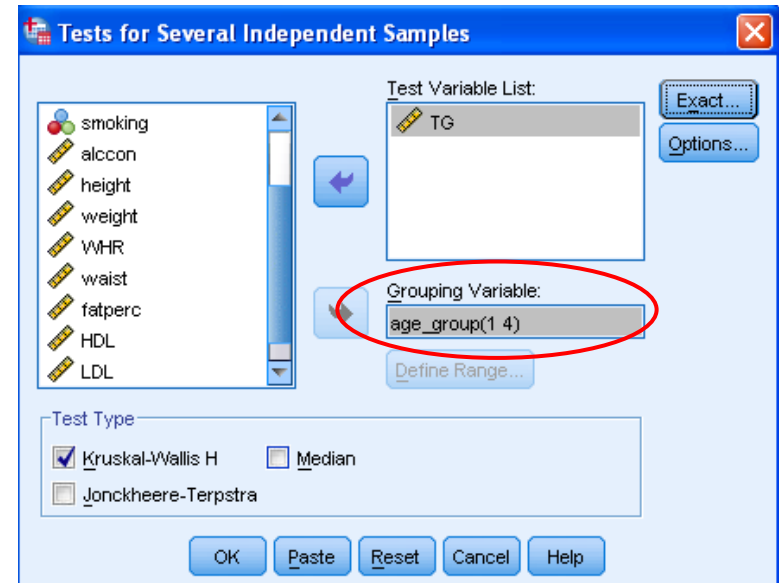 Tests for Several Independent Samples
smoking
alccon
height
weight
WHR
waist
fatperc
HDL
LDL
Test Variable List:
TG
Exact...
Options...
Grouping Variable:
age_group(1 4)
Define Range...
Test Type
Kruskal-Wallis H
Median
Jonckheere-Terpstra
OK
Paste
Reset
Cancel
Help